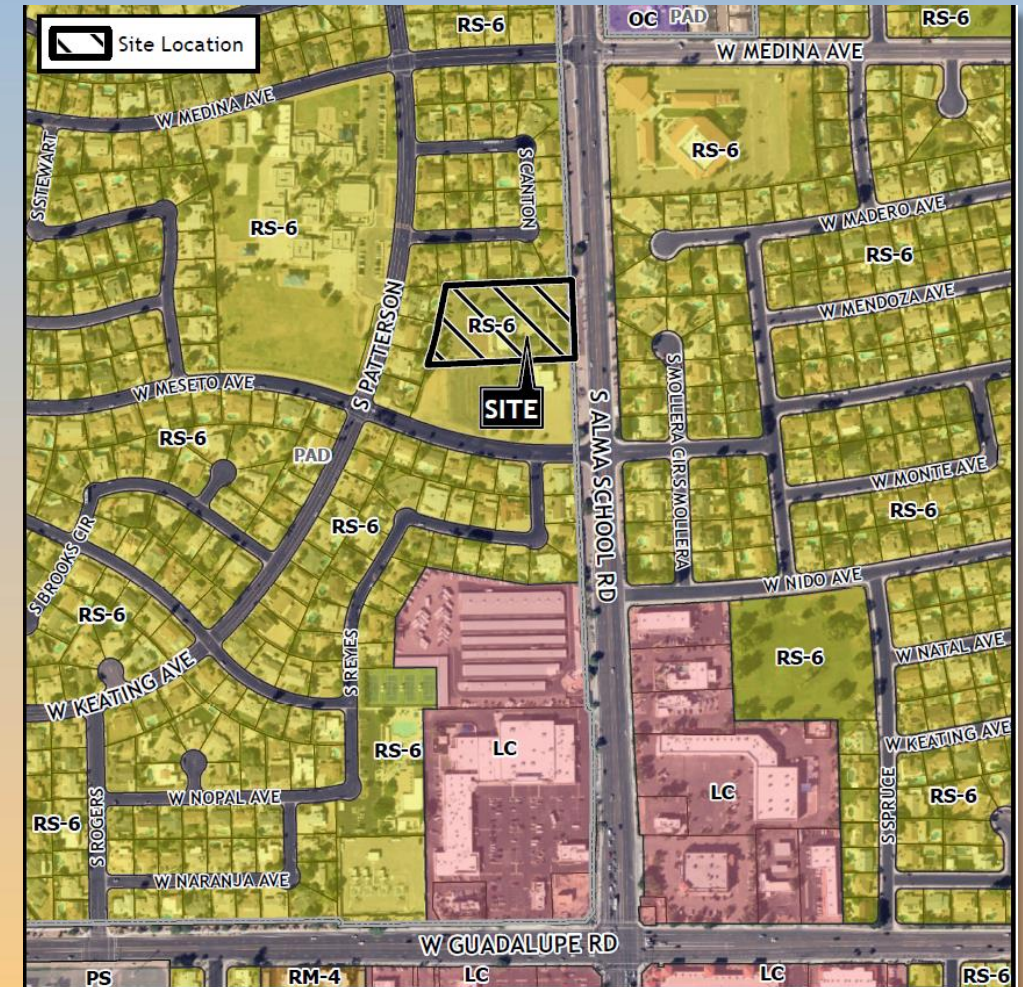 Site Location
RS-6
OC PAD
RS-6
W MEDINA AVE
W MEDINA AVE
S STEWART
S CANTON
RS-6
RS-6
W MADERO AVE
RS-6
W MENDOZA AVE
S PATTERSON
RS-6
SITE
W MESETO AVE
S ALMA SCHOOL RD
S MOLLERA CIR
S MOLLERA
RS-6
PAD
W MONTE AVE
RS-6
RS-6
S BROOKS CIR
W NIDO AVE
RS-6
S REYES
RS-6
W NATAL AVE
W KEATING AVE
RS-6
LC
W KEATING AVE
W NOPAL AVE
LC
RS-6
S SPRUCE
RS-6
S ROGERS
W NARANJA AVE
W GUADALUPE RD
PS
RM-4
LC
LC
RS-6